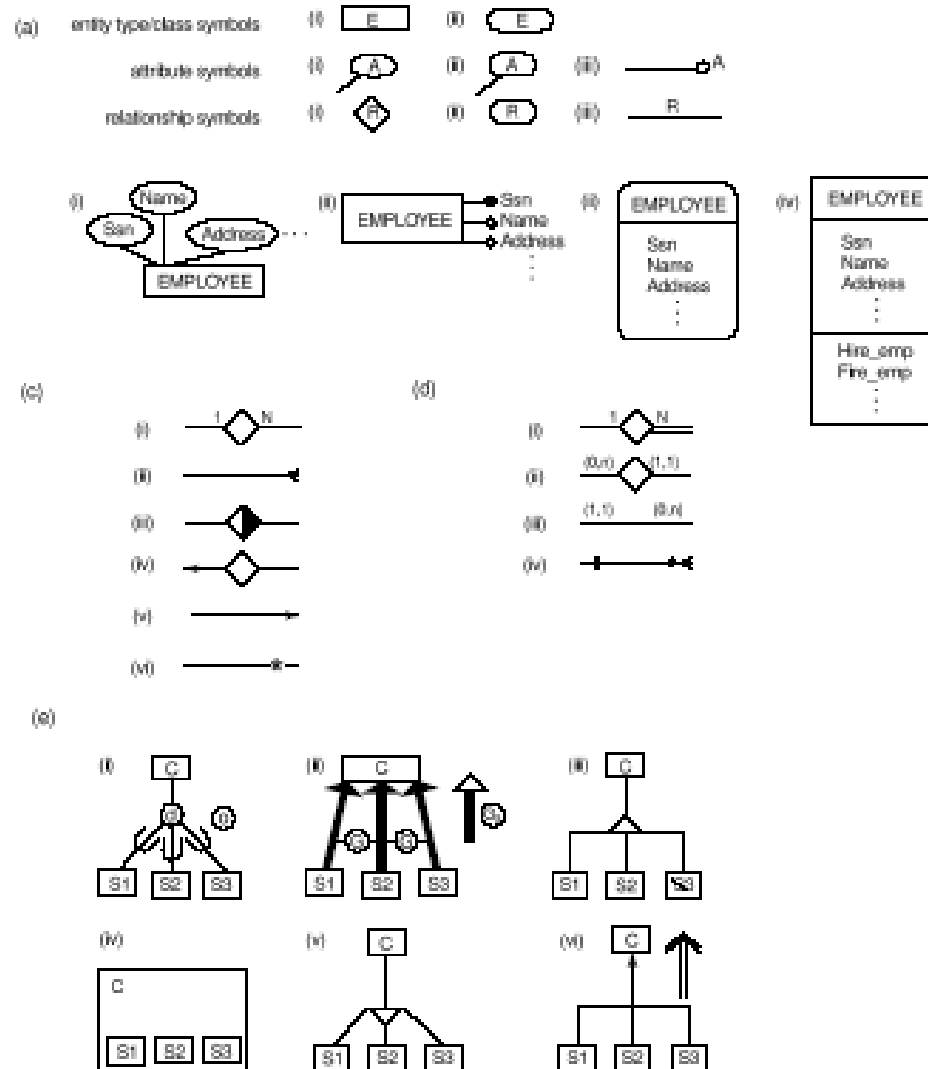 (a) entity type/class symbols (i) E (ii) E
attribute symbols (i) A (ii) A (iii) A
relationship symbols (i) R (ii) R (iii) R
(i) Name Ssn Address ... EMPLOYEE
(ii) EMPLOYEE Ssn Name Address
(iii) EMPLOYEE
Ssn
Name
Address
(iv) EMPLOYEE
Ssn
Name
Address
Hire_emp
Fire_emp
(c)
(i) 1 N
(ii)
(iii)
(iv)
(v)
(vi) *
(d)
(i) 1 N
(ii) (0,n) (1,1)
(iii) (1,1) (0,n)
(iv)
(e)
(i) C d o
S1 S2 S3
(ii) C G G
S1 S2 S3
(iii) C
S1 S2 S3
(iv) C
S1 S2 S3
(v) C
S1 S2 S3
(vi) C
S1 S2 S3